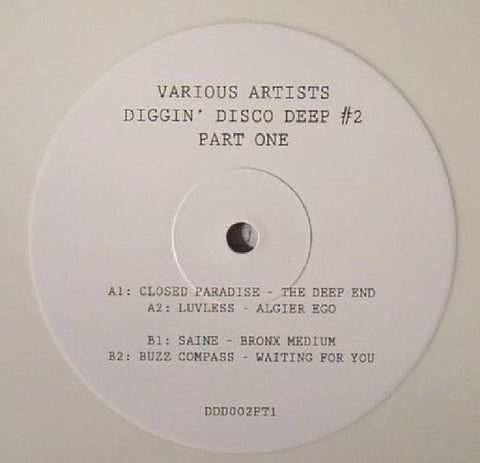 VARIOUS ARTISTS
DIGGIN' DISCO DEEP #2
PART ONE
A1: CLOSED PARADISE - THE DEEP END
A2: LUVLESS - ALGIER EGO
B1: SAINE - BRONX MEDIUM
B2: BUZZ COMPASS - WAITING FOR YOU
DDD002PT1